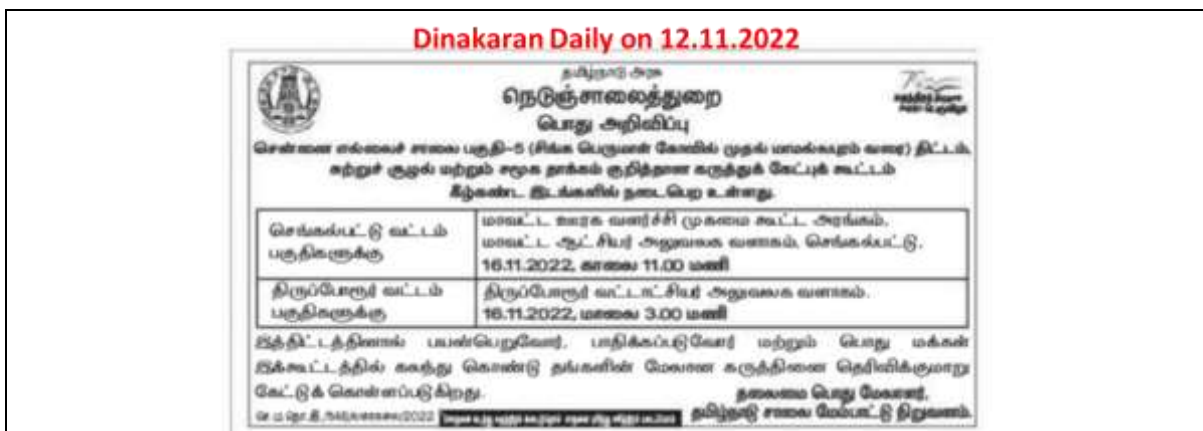 Dinakaran Daily on 12.11.2022
தமிழ்நாடு அரசு
நெடுஞ்சாலைத்துறை
பொது அறிவிப்பு
சென்னை எல்லைச் சாலை பகுதி-5 (சிங்க பெருமாள் கோவில் முதல் மாமல்லபுரம் வரை) திட்டம்,
சுற்றுச் சூழல் மற்றும் சமூக தாக்கம் குறித்தான கருத்துக் கேட்புக் கூட்டம்
கீழ்கண்ட இடங்களில் நடைபெற உள்ளது.
செங்கல்பட்டு வட்டம்
பகுதிகளுக்கு
மாவட்ட ஊரக வளர்ச்சி முகமை கூட்ட அரங்கம்,
மாவட்ட ஆட்சியர் அலுவலக வளாகம், செங்கல்பட்டு,
16.11.2022, காலை 11.00 மணி
திருப்போரூர் வட்டம்
பகுதிகளுக்கு
திருப்போரூர் வட்டாட்சியர் அலுவலக வளாகம்.
16.11.2022, மாலை 3.00 மணி
இத்திட்டத்தினால் பயன்பெறுவோர், பாதிக்கப்படுவோர் மற்றும் பொது மக்கள்
இக்கூட்டத்தில் கலந்து கொண்டு தங்களின் மேலான கருத்தினை தெரிவிக்குமாறு
கேட்டுக் கொள்ளப்படுகிறது.
தலைமை பொது மேலாளர்,
தமிழ்நாடு சாலை மேம்பாட்டு நிறுவனம்.